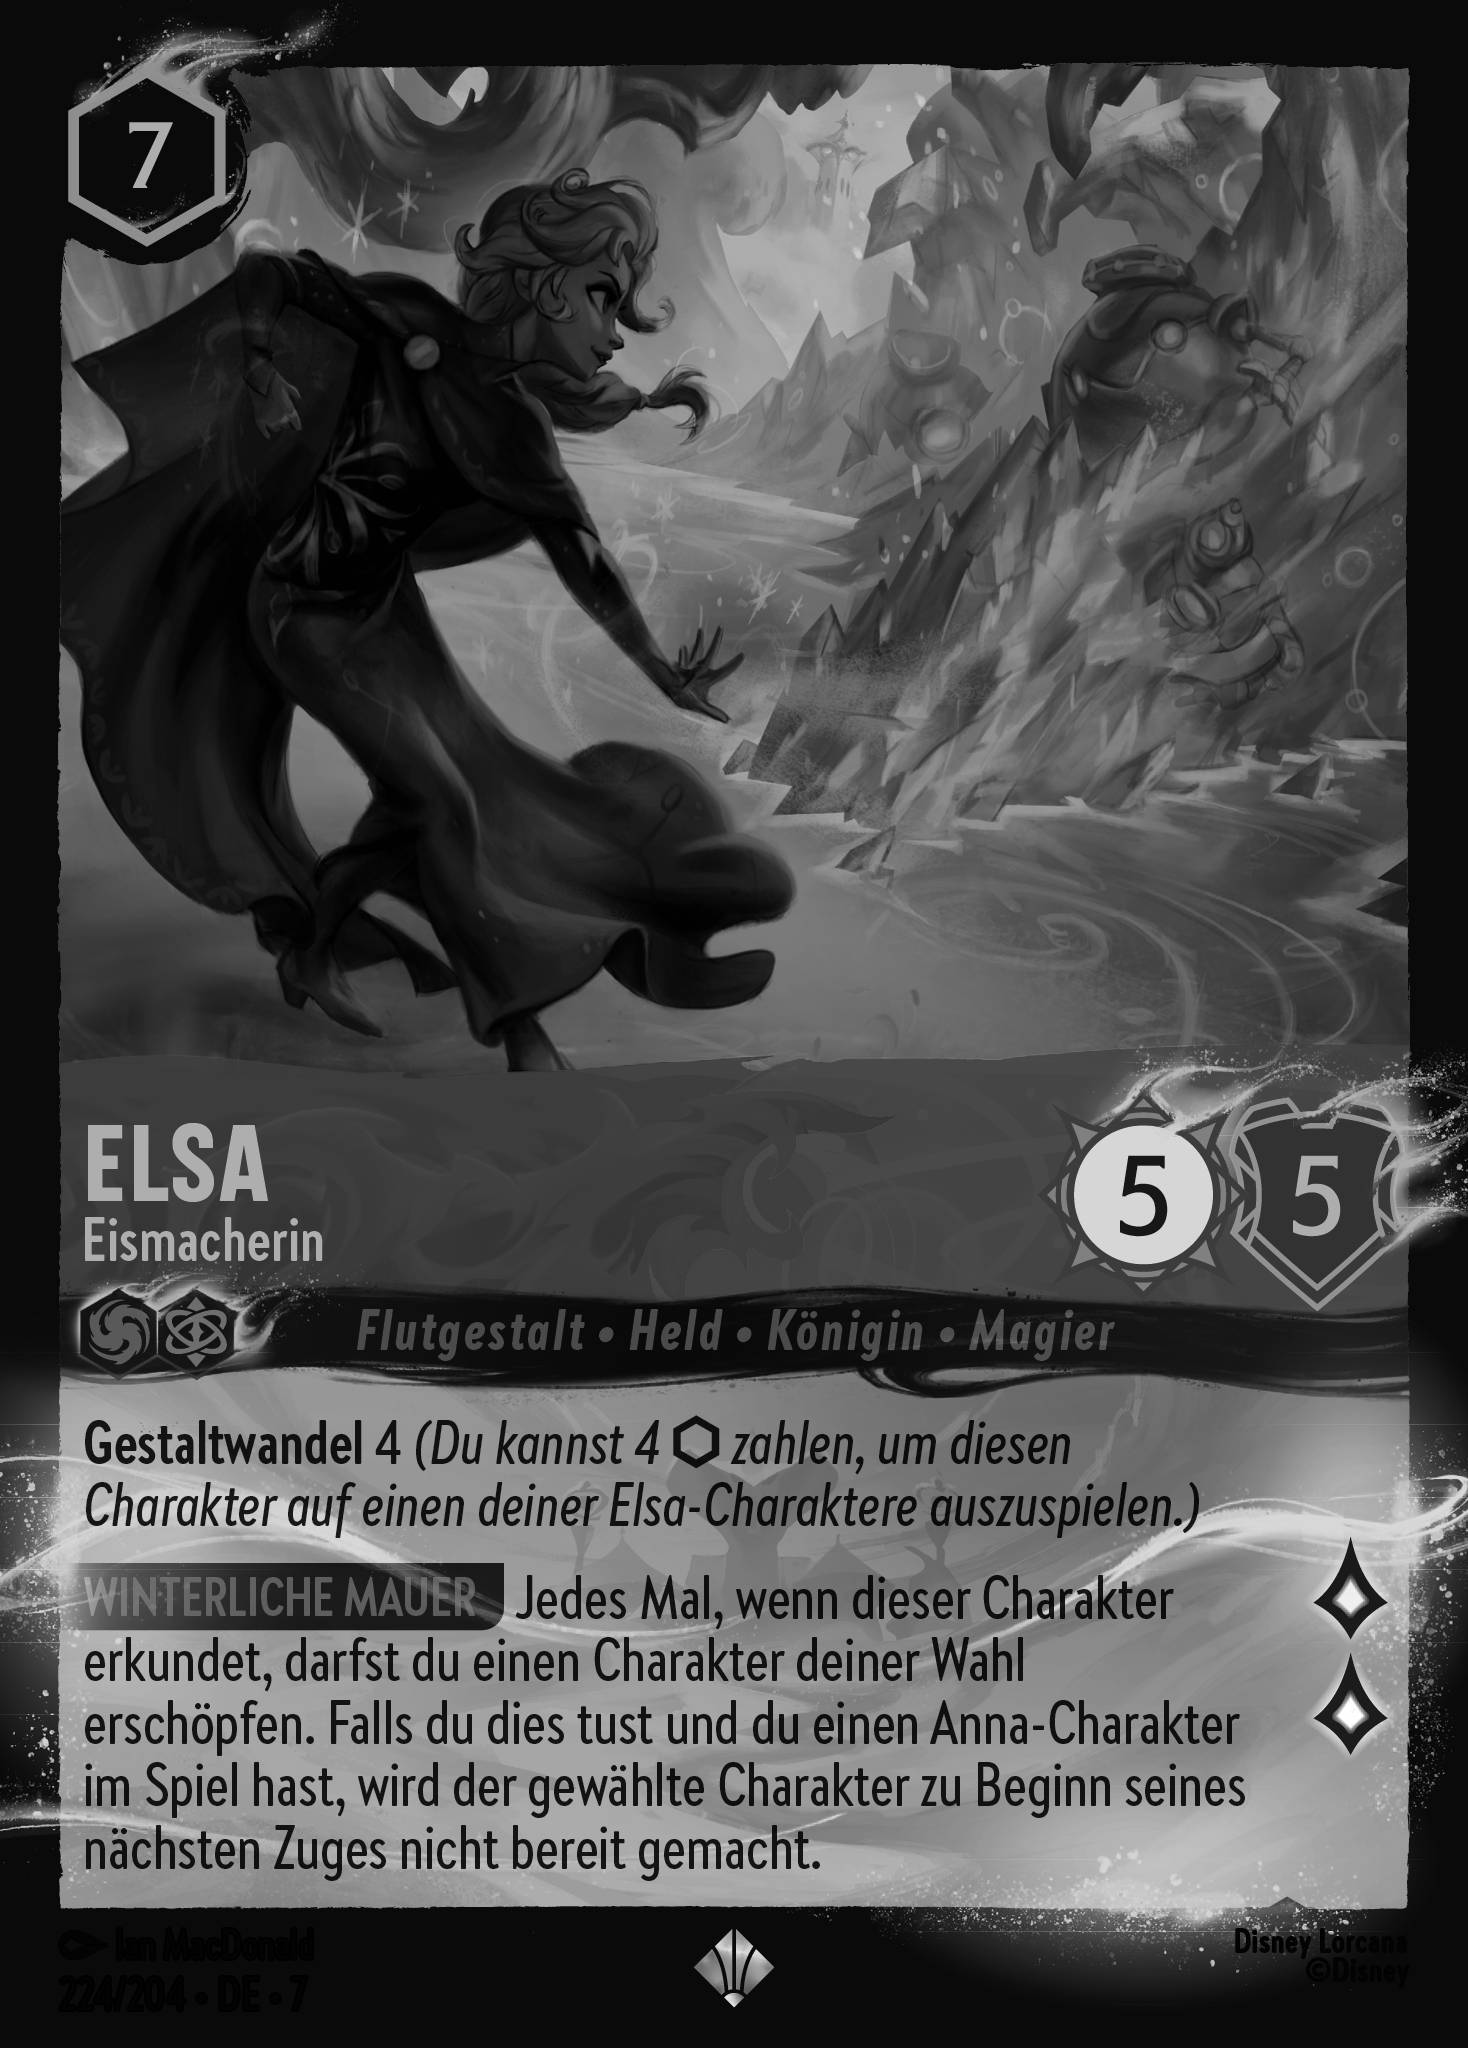 7
ELSA
Eismacherin
5 5
Flutgestalt • Held • Königin • Magier
Gestaltwandel 4 (Du kannst 4 ⬡ zahlen, um diesen
Charakter auf einen deiner Elsa-Charaktere auszuspielen.)
WINTERLICHE MAUER Jedes Mal, wenn dieser Charakter
erkundet, darfst du einen Charakter deiner Wahl
erschöpfen. Falls du dies tust und du einen Anna-Charakter
im Spiel hast, wird der gewählte Charakter zu Beginn seines
nächsten Zuges nicht bereit gemacht.
Ian MacDonald
224/204 • DE • 7
Disney Lorcana
©Disney